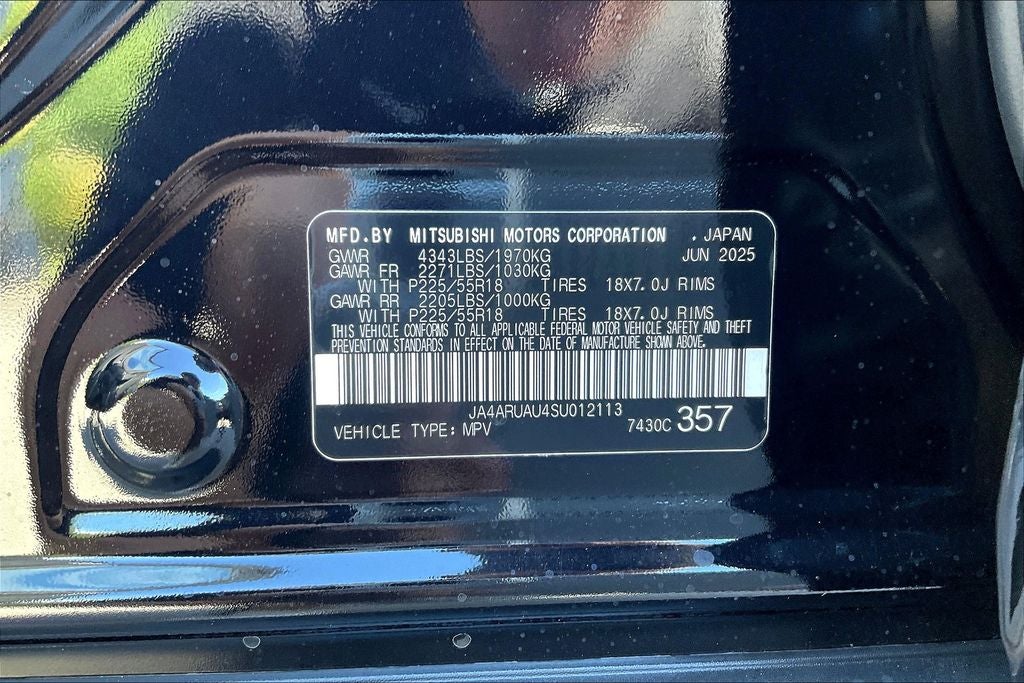 MFD.BY MITSUBISHI MOTORS CORPORATION . JAPAN
GVWR 4343LBS/1970KG JUN 2025
GAWR FR 2271LBS/1030KG
WITH P225/55R18 TIRES 18X7.0J RIMS
GAWR RR 2205LBS/1000KG
WITH P225/55R18 TIRES 18X7.0J RIMS
THIS VEHICLE CONFORMS TO ALL APPLICABLE FEDERAL MOTOR VEHICLE SAFETY AND THEFT
PREVENTION STANDARDS IN EFFECT ON THE DATE OF MANUFACTURE SHOWN ABOVE.
JA4ARUAU4SU012113
VEHICLE TYPE: MPV 7430C 357